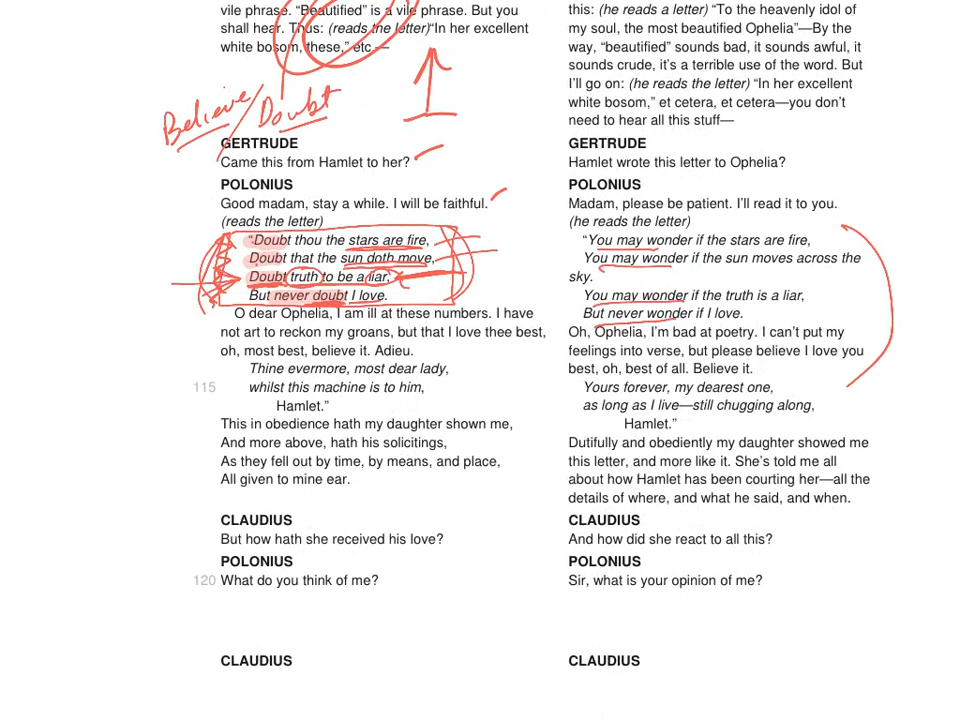 vile phrase. “Beautified” is a vile phrase. But you
shall hear. Thus: (reads the letter)“In her excellent
white bosom, these,” etc.—
Believe/Doubt
GERTRUDE
Came this from Hamlet to her?
POLONIUS
Good madam, stay a while. I will be faithful.
(reads the letter)
“Doubt thou the stars are fire,
Doubt that the sun doth move,
Doubt truth to be a liar,
But never doubt I love.
O dear Ophelia, I am ill at these numbers. I have
not art to reckon my groans, but that I love thee best,
oh, most best, believe it. Adieu.
Thine evermore, most dear lady,
115 whilst this machine is to him,
Hamlet.”
This in obedience hath my daughter shown me,
And more above, hath his solicitings,
As they fell out by time, by means, and place,
All given to mine ear.
CLAUDIUS
But how hath she received his love?
POLONIUS
120 What do you think of me?
CLAUDIUS
this: (he reads a letter) “To the heavenly idol of
my soul, the most beautified Ophelia”—By the
way, “beautified” sounds bad, it sounds awful, it
sounds crude, it’s a terrible use of the word. But
I’ll go on: (he reads the letter) “In her excellent
white bosom,” et cetera, et cetera—you don’t
need to hear all this stuff—
GERTRUDE
Hamlet wrote this letter to Ophelia?
POLONIUS
Madam, please be patient. I’ll read it to you.
(he reads the letter)
“You may wonder if the stars are fire,
You may wonder if the sun moves across the
sky.
You may wonder if the truth is a liar,
But never wonder if I love.
Oh, Ophelia, I’m bad at poetry. I can’t put my
feelings into verse, but please believe I love you
best, oh, best of all. Believe it.
Yours forever, my dearest one,
as long as I live—still chugging along,
Hamlet.”
Dutifully and obediently my daughter showed me
this letter, and more like it. She’s told me all
about how Hamlet has been courting her—all the
details of where, and what he said, and when.
CLAUDIUS
And how did she react to all this?
POLONIUS
Sir, what is your opinion of me?
CLAUDIUS